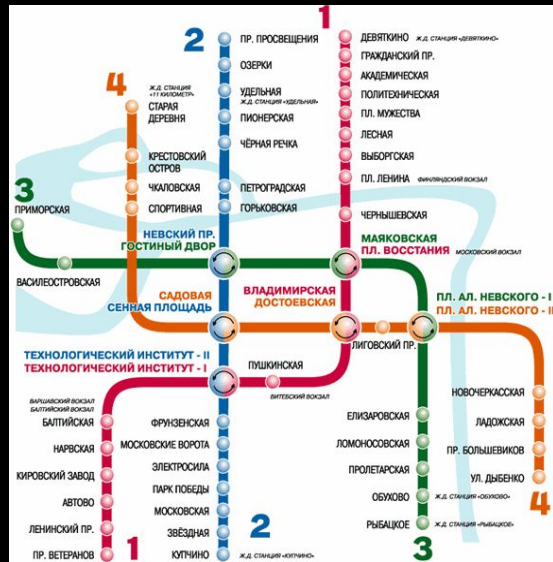 1
2
ПР. ПРОСВЕЩЕНИЯ
ОЗЕРКИ
УДЕЛЬНАЯ
Ж.Д. СТАНЦИЯ «УДЕЛЬНАЯ»
ПИОНЕРСКАЯ
ЧЁРНАЯ РЕЧКА
ПЕТРОГРАДСКАЯ
ГОРЬКОВСКАЯ
ДЕВЯТКИНО
Ж.Д. СТАНЦИЯ «ДЕВЯТКИНО»
ГРАЖДАНСКИЙ ПР.
АКАДЕМИЧЕСКАЯ
ПОЛИТЕХНИЧЕСКАЯ
ПЛ. МУЖЕСТВА
ЛЕСНАЯ
ВЫБОРГСКАЯ
ПЛ. ЛЕНИНА
ФИНЛЯНДСКИЙ ВОКЗАЛ
ЧЕРНЫШЕВСКАЯ
4
Ж.Д. СТАНЦИЯ
«11 КИЛОМЕТР»
СТАРАЯ
ДЕРЕВНЯ
КРЕСТОВСКИЙ
ОСТРОВ
ЧКАЛОВСКАЯ
СПОРТИВНАЯ
3
ПРИМОРСКАЯ
ВАСИЛЕОСТРОВСКАЯ
НЕВСКИЙ ПР.
ГОСТИНЫЙ ДВОР
МАЯКОВСКАЯ
ПЛ. ВОССТАНИЯ
МОСКОВСКИЙ ВОКЗАЛ
САДОВАЯ
СЕННАЯ ПЛОЩАДЬ
ВЛАДИМИРСКАЯ
ДОСТОЕВСКАЯ
ЛИГОВСКИЙ ПР.
ПЛ. АЛ. НЕВСКОГО - I
ПЛ. АЛ. НЕВСКОГО - II
ТЕХНОЛОГИЧЕСКИЙ ИНСТИТУТ - II
ТЕХНОЛОГИЧЕСКИЙ ИНСТИТУТ - I
ПУШКИНСКАЯ
ВИТЕБСКИЙ ВОКЗАЛ
ВАРШАВСКИЙ ВОКЗАЛ
БАЛТИЙСКИЙ ВОКЗАЛ
БАЛТИЙСКАЯ
НАРВСКАЯ
КИРОВСКИЙ ЗАВОД
АВТОВО
ЛЕНИНСКИЙ ПР.
ПР. ВЕТЕРАНОВ
1
ФРУНЗЕНСКАЯ
МОСКОВСКИЕ ВОРОТА
ЭЛЕКТРОСИЛА
ПАРК ПОБЕДЫ
МОСКОВСКАЯ
ЗВЁЗДНАЯ
КУПЧИНО
2
Ж.Д. СТАНЦИЯ «КУПЧИНО»
ЕЛИЗАРОВСКАЯ
ЛОМОНОСОВСКАЯ
ПРОЛЕТАРСКАЯ
ОБУХОВО
Ж.Д. СТАНЦИЯ «ОБУХОВО»
РЫБАЦКОЕ
Ж.Д. СТАНЦИЯ «РЫБАЦКОЕ»
3
НОВОЧЕРКАССКАЯ
ЛАДОЖСКАЯ
ПР. БОЛЬШЕВИКОВ
УЛ. ДЫБЕНКО
4